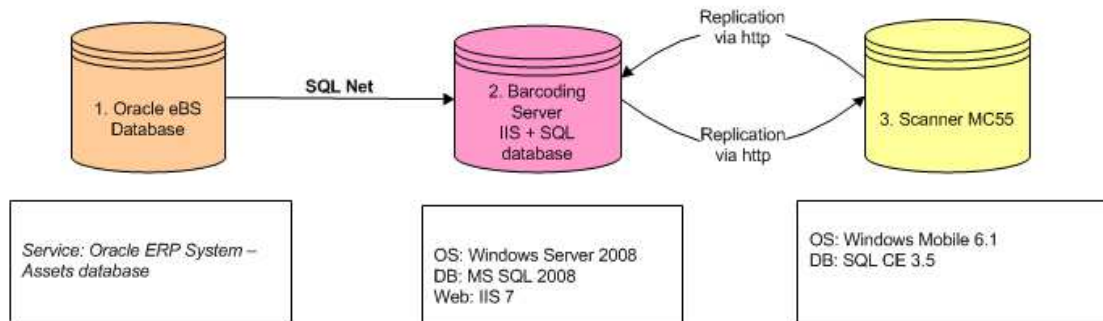 1. Oracle eBS
Database
SQL Net
2. Barcoding
Server
IIS + SQL
database
Replication
via http
Replication
via http
3. Scanner MC55
Service: Oracle ERP System –
Assets database
OS: Windows Server 2008
DB: MS SQL 2008
Web: IIS 7
OS: Windows Mobile 6.1
DB: SQL CE 3.5